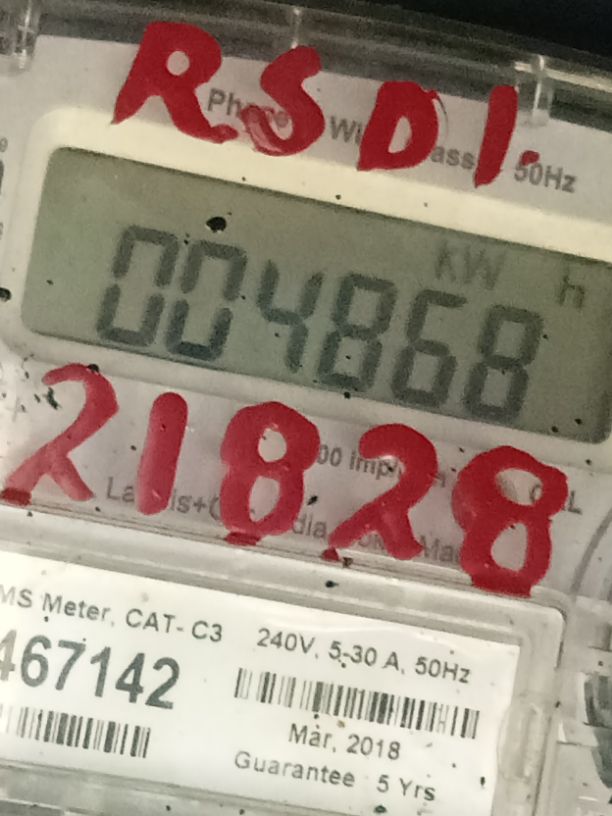 RSD1.
50Hz
kW h
004868
21828
MS Meter, CAT- C3
240V, 5-30 A, 50Hz
467142
Mar, 2018
Guarantee 5 Yrs